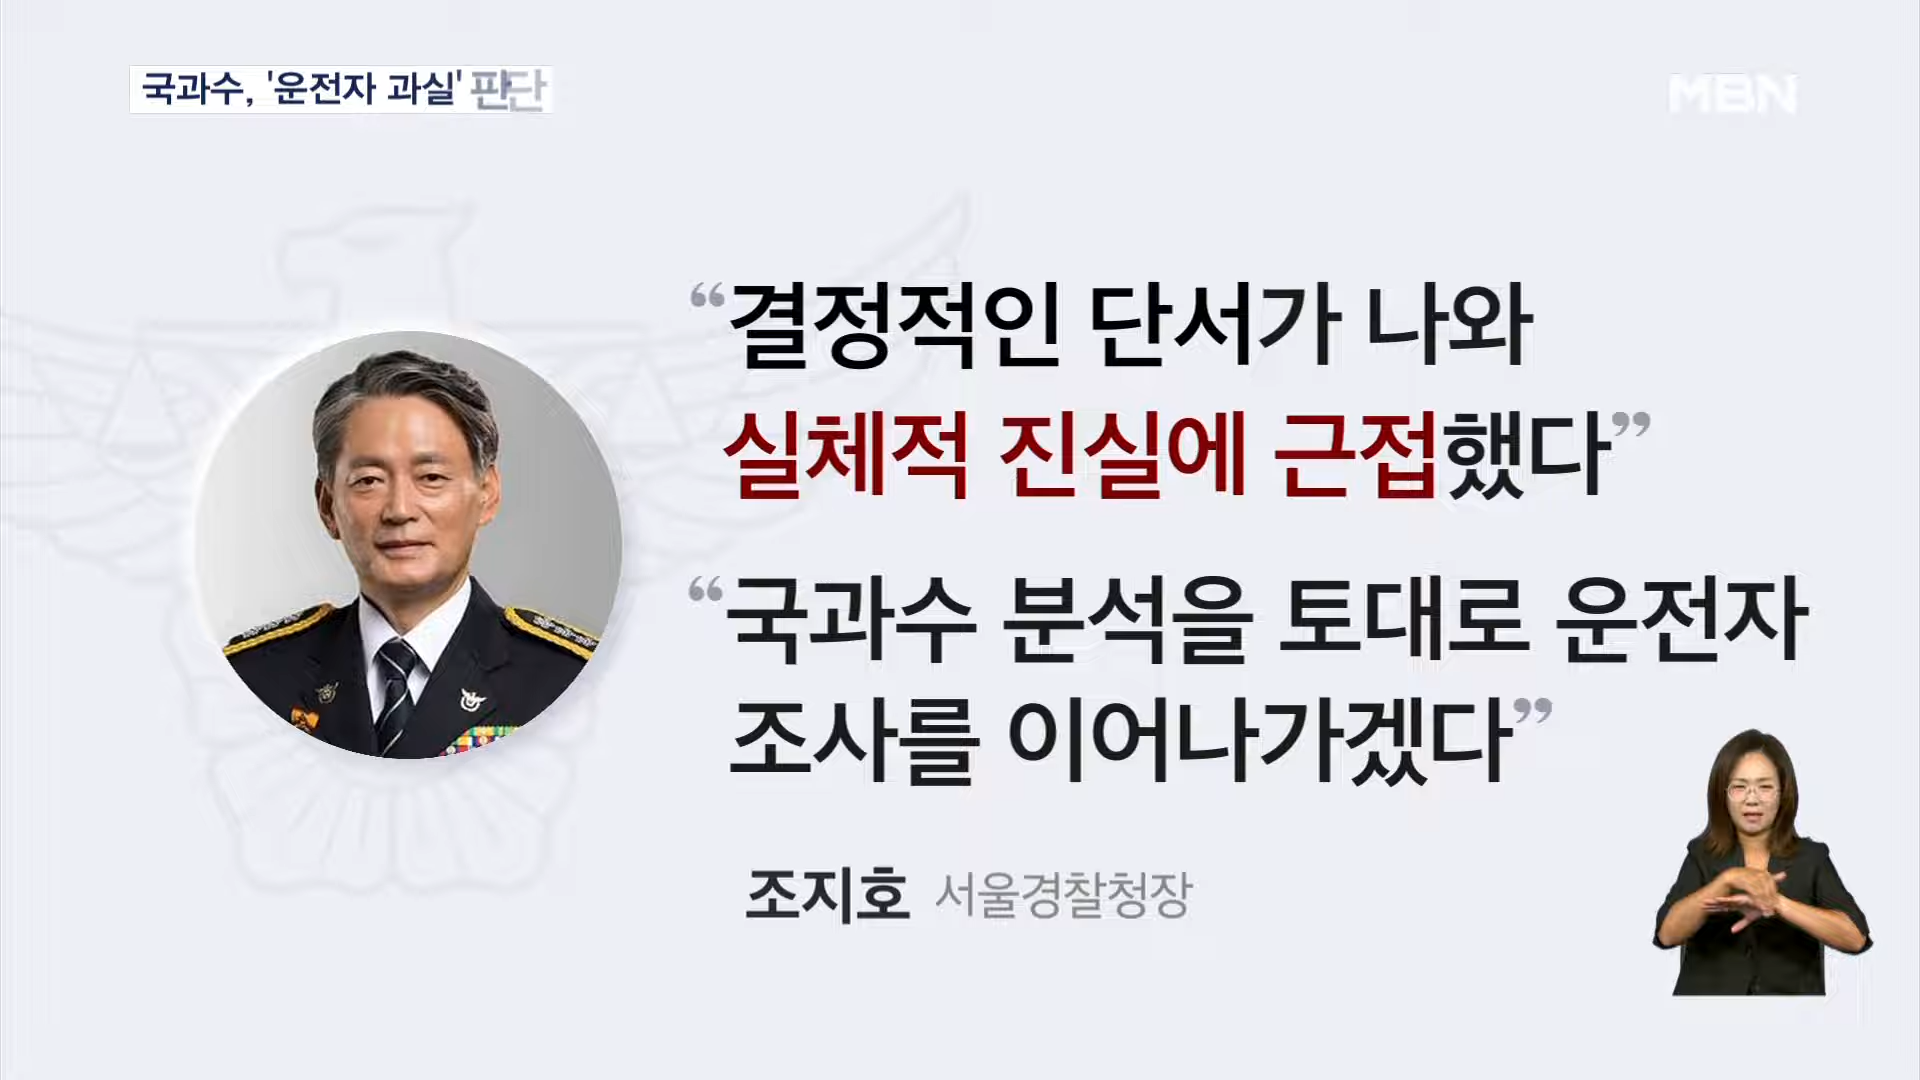 국과수, '운전자 과실' 판단
MBN
“결정적인 단서가 나와
실체적 진실에 근접했다”
“국과수 분석을 토대로 운전자
조사를 이어나가겠다”
조지호 서울경찰청장